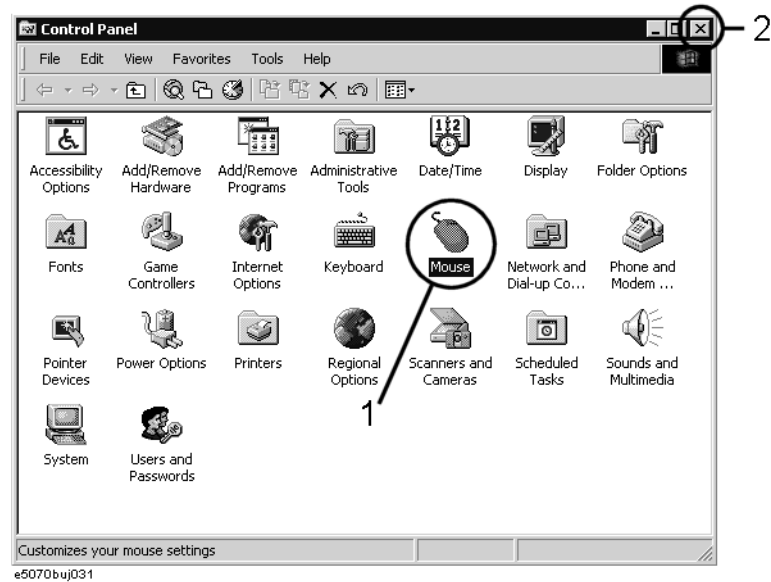 Control Panel
2
File Edit View Favorites Tools Help
Accessibility Options
Add/Remove Hardware
Add/Remove Programs
Administrative Tools
Date/Time
Display
Folder Options
Fonts
Game Controllers
Internet Options
Keyboard
Mouse
Network and Dial-up Co...
Phone and Modem ...
Pointer Devices
Power Options
Printers
Regional Options
Scanners and Cameras
Scheduled Tasks
Sounds and Multimedia
1
System
Users and Passwords
Customizes your mouse settings
e5070buj031